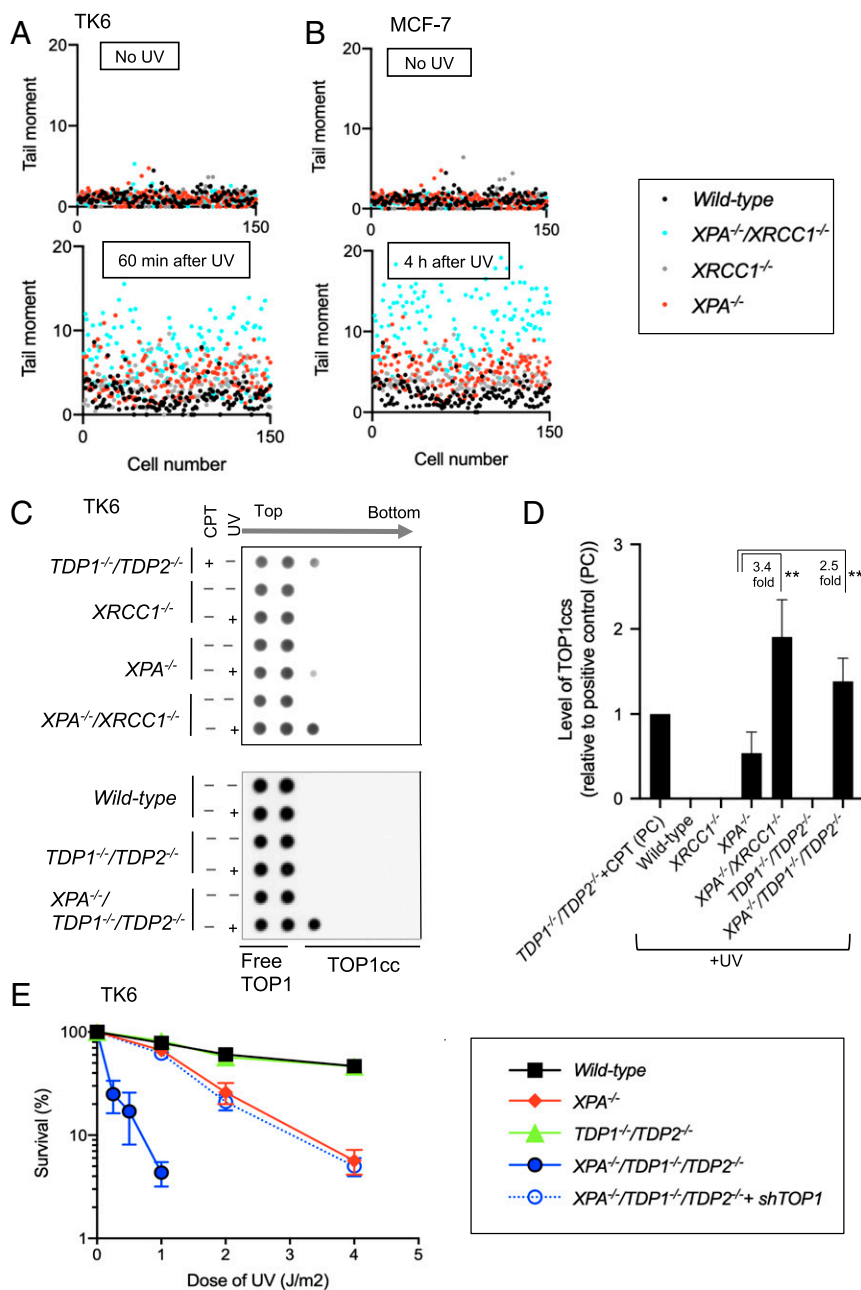 A
TK6
No UV
Tail moment
20
10
0
0
150
60 min after UV
Tail moment
20
10
0
0
150
Cell number
B
MCF-7
No UV
Tail moment
20
10
0
0
150
4 h after UV
Tail moment
20
10
0
0
150
Cell number
Wild-type
XPA-/-/XRCC1-/-
XRCC1-/-
XPA-/-
C
TK6
CPT
UV
Top
Bottom
TDP1-/-/TDP2-/-
+ −
XRCC1-/-
− −
− +
XPA-/-
− −
− +
XPA-/-/XRCC1-/-
− −
− +
Wild-type
− −
− +
TDP1-/-/TDP2-/-
− −
− +
XPA-/-/
TDP1-/-/TDP2-/-
− −
− +
Free
TOP1
TOP1cc
D
Level of TOP1ccs
(relative to positive control (PC))
3
2
1
0
3.4
fold
**
2.5
fold
**
TDP1-/-/TDP2-/-+CPT (PC)
Wild-type
XRCC1-/-
XPA-/-
XPA-/-/XRCC1-/-
TDP1-/-/TDP2-/-
XPA-/-/TDP1-/-/TDP2-/-
+UV
E
TK6
Survival (%)
100
10
1
0
1
2
3
4
5
Dose of UV (J/m2)
Wild-type
XPA-/-
TDP1-/-/TDP2-/-
XPA-/-/TDP1-/-/TDP2-/-
XPA-/-/TDP1-/-/TDP2-/-+ shTOP1